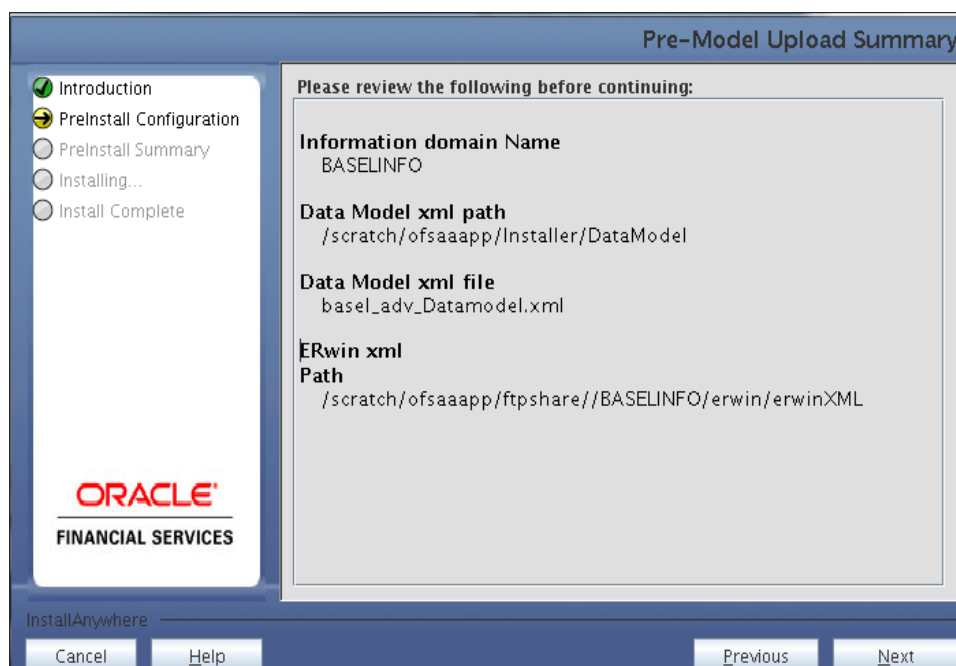 Pre-Model Upload Summary
Introduction
PreInstall Configuration
PreInstall Summary
Installing...
Install Complete
ORACLE'
FINANCIAL SERVICES
Please review the following before continuing:
Information domain Name
BASELINFO
Data Model xml path
/scratch/ofsaaapp/Installer/DataModel
Data Model xml file
basel_adv_Datamodel.xml
ERwin xml
Path
/scratch/ofsaaapp/ftpshare//BASELINFO/erwin/erwinXML
InstallAnywhere
Cancel
Help
Previous
Next